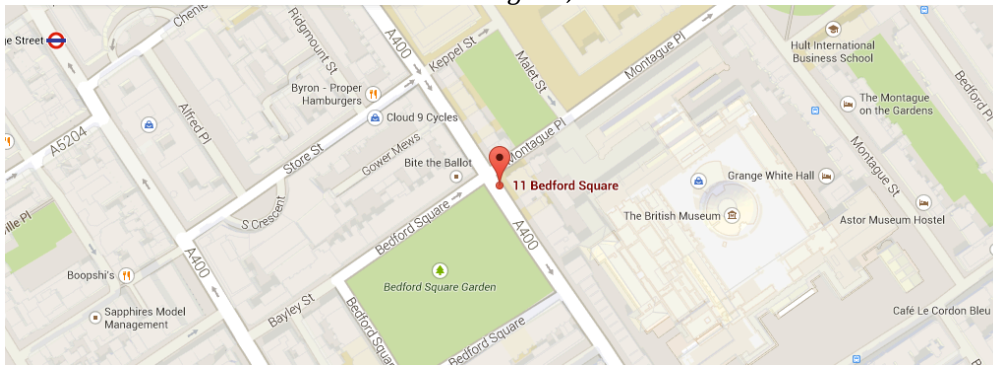 e Street
Chenie
Ridgmount St
A400
Keppel St
Malet St
Montague Pl
Hult International
Business School
Bedford Pl
Byron - Proper
Hamburgers
The Montague
on the Gardens
Alfred Pl
Cloud 9 Cycles
A5204
Store St
Gower Mews
Montague Pl
Montague St
Bite the Ballot
11 Bedford Square
Grange White Hall
S Crescent
The British Museum
Astor Museum Hostel
ville Pl
Bedford Square
A400
A400
Boopshi's
Bedford Square Garden
Sapphires Model
Management
Bayley St
Bedford Square
Bedford Square
Café Le Cordon Bleu